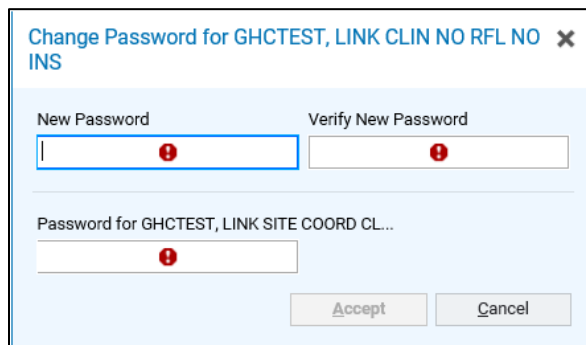 Change Password for GHCTEST, LINK CLIN NO RFL NO
INS
New Password
Verify New Password
Password for GHCTEST, LINK SITE COORD CL...
Accept
Cancel